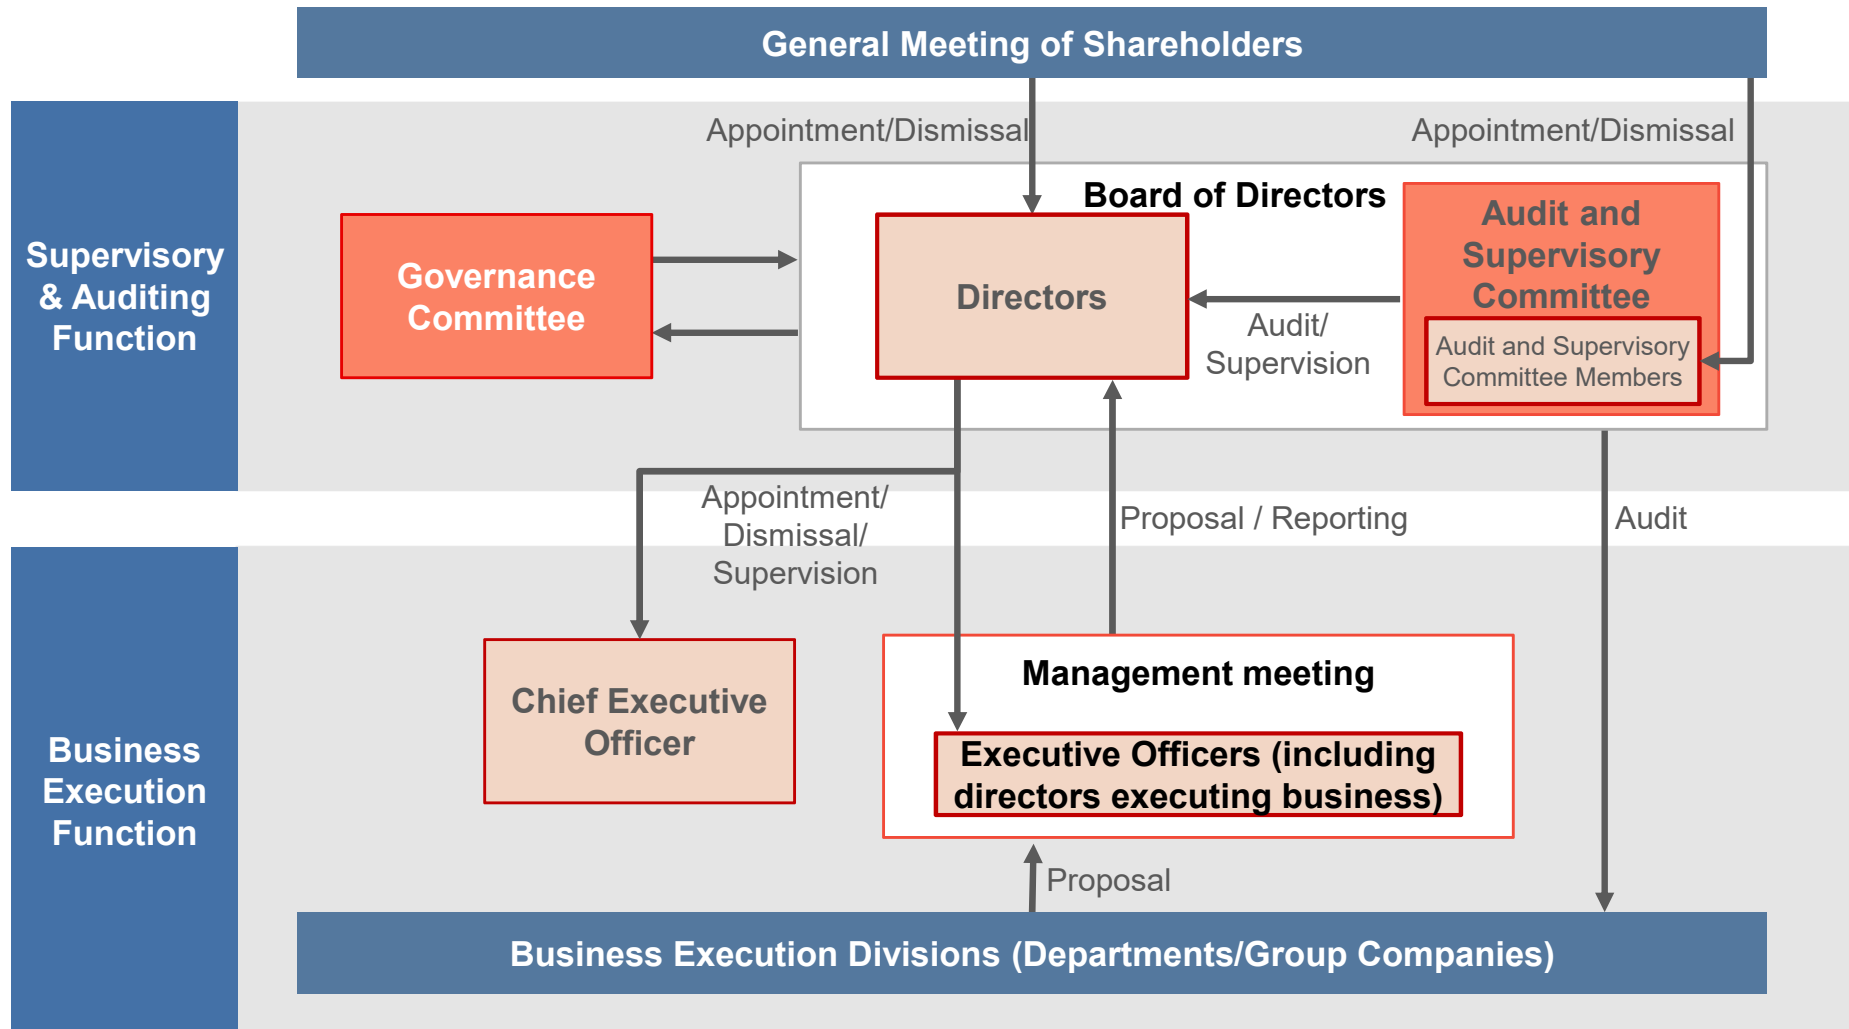 General Meeting of Shareholders
Appointment/Dismissal
Appointment/Dismissal
Supervisory
& Auditing
Function
Governance
Committee
Board of Directors
Directors
Audit/
Supervision
Audit and
Supervisory
Committee
Audit and Supervisory
Committee Members
Appointment/
Dismissal/
Supervision
Proposal / Reporting
Audit
Business
Execution
Function
Chief Executive
Officer
Management meeting
Executive Officers (including
directors executing business)
Proposal
Business Execution Divisions (Departments/Group Companies)